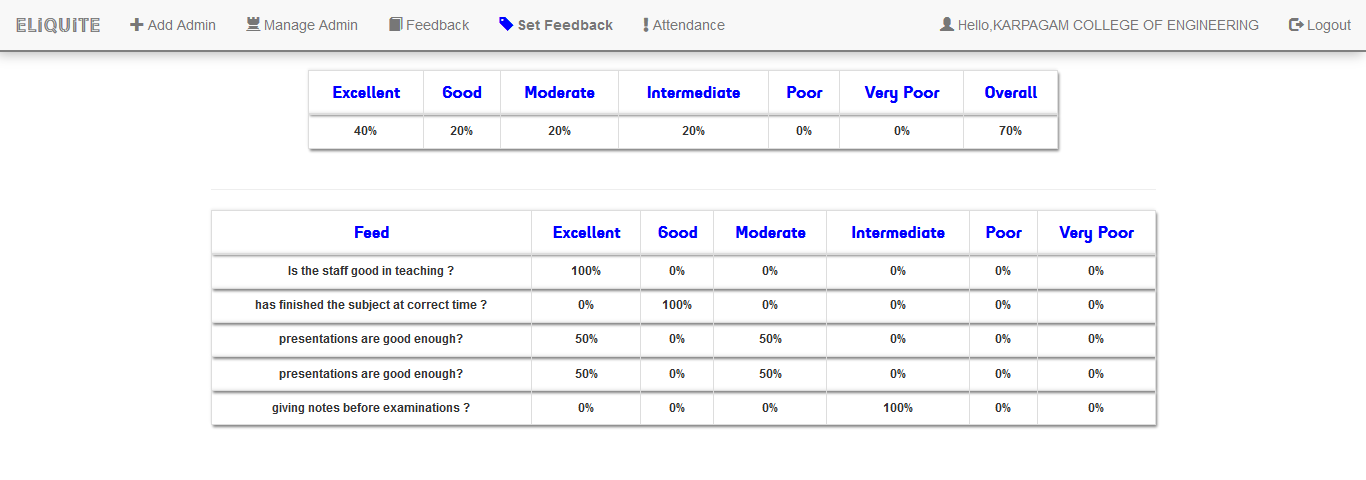 ELiQUiTE Add Admin Manage Admin Feedback Set Feedback Attendance Hello,KARPAGAM COLLEGE OF ENGINEERING Logout
Excellent Good Moderate Intermediate Poor Very Poor Overall
40% 20% 20% 20% 0% 0% 70%
Feed Excellent Good Moderate Intermediate Poor Very Poor
Is the staff good in teaching ? 100% 0% 0% 0% 0% 0%
has finished the subject at correct time ? 0% 100% 0% 0% 0% 0%
presentations are good enough? 50% 0% 50% 0% 0% 0%
presentations are good enough? 50% 0% 50% 0% 0% 0%
giving notes before examinations ? 0% 0% 0% 100% 0% 0%